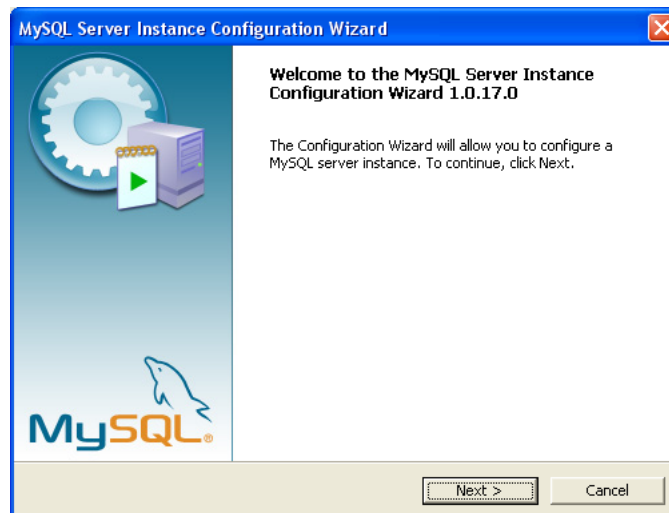 MySQL Server Instance Configuration Wizard
Welcome to the MySQL Server Instance
Configuration Wizard 1.0.17.0
The Configuration Wizard will allow you to configure a
MySQL server instance. To continue, click Next.
MySQL®
Next >
Cancel